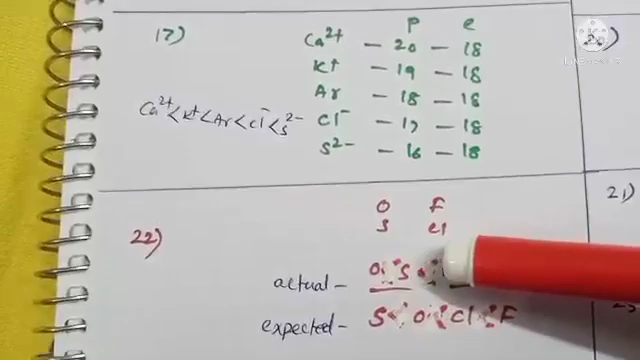 17)
P e
Ca²⁺ – 20 – 18
K⁺ – 19 – 18
Ar – 18 – 18
Cl⁻ – 17 – 18
S²⁻ – 16 – 18
Ca²⁺ < K⁺ < Ar < Cl⁻ < S²⁻
21)
22)
O F
S Cl
actual – O S
expected – S < O Cl F